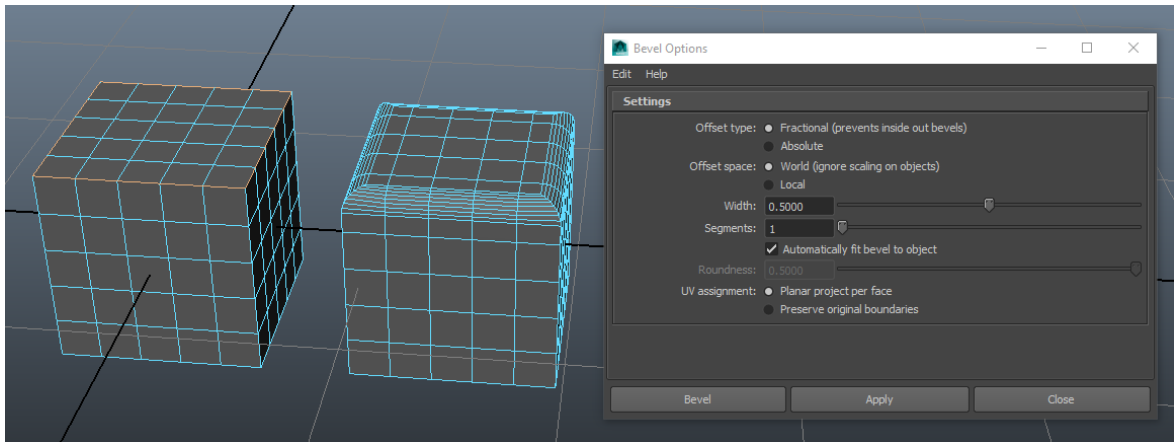 Bevel Options
Edit Help
Settings
Offset type: Fractional (prevents inside out bevels)
Absolute
Offset space: World (ignore scaling on objects)
Local
Width: 0.5000
Segments: 1
Automatically fit bevel to object
Roundness: 0.5000
UV assignment: Planar project per face
Preserve original boundaries
Bevel Apply Close